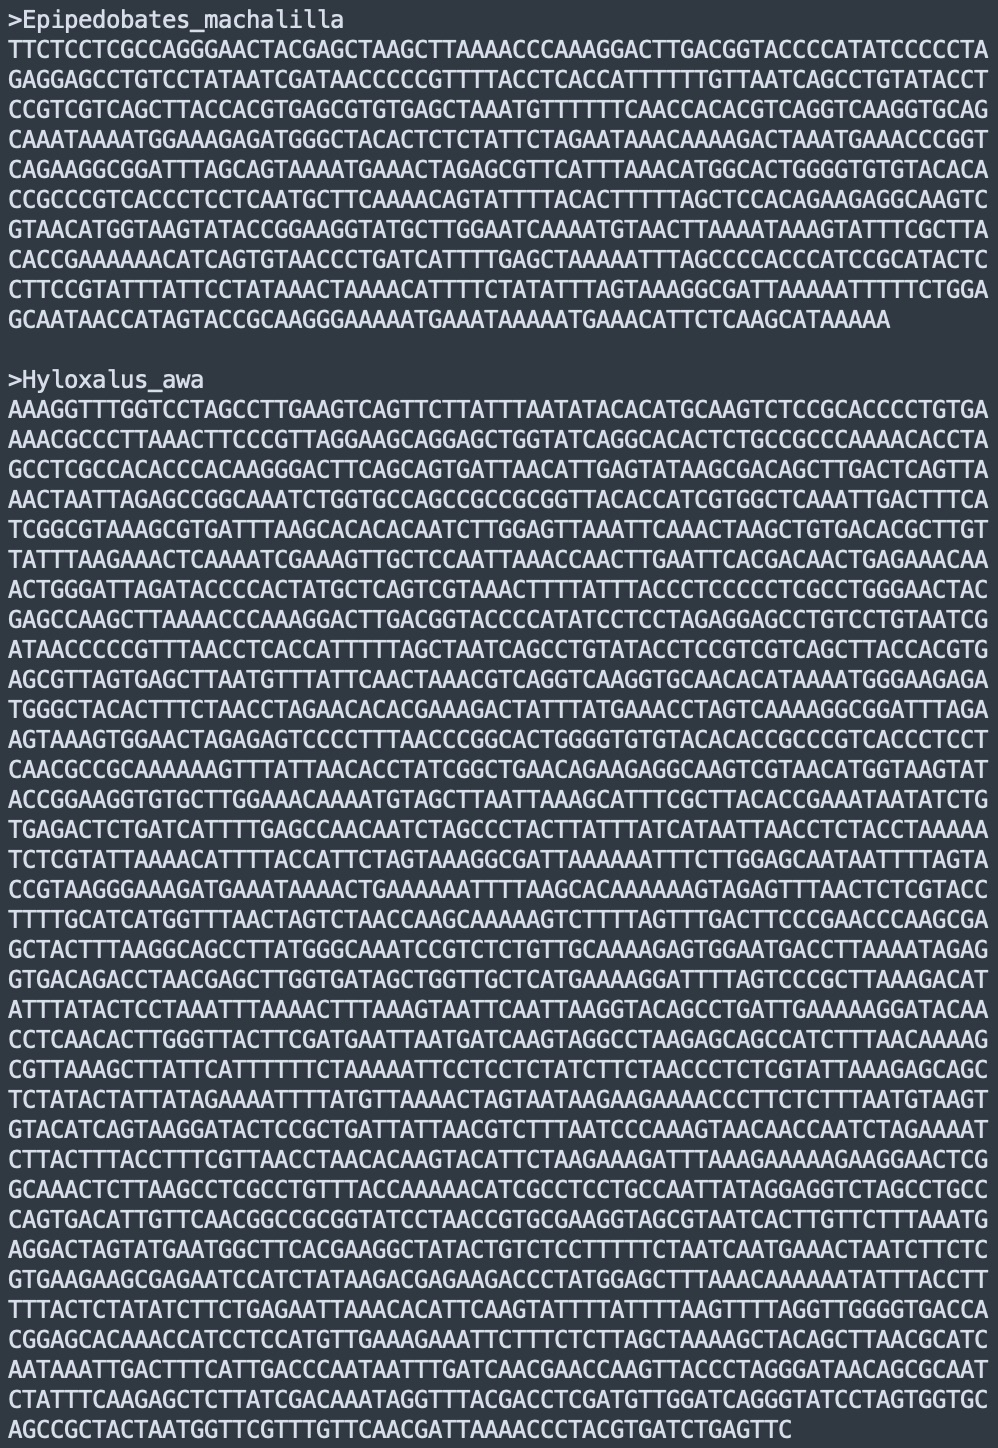 >Epipedobates_machalilla
TTCTCCTCGCCAGGGAACTACGAGCTAAGCTTAAAACCCAAAGGACTTGACGGTACCCCATATCCCCCTA
GAGGAGCCTGTCCTATAATCGATAACCCCCGTTTTACCTCACCATTTTTTGTTAATCAGCCTGTATACCT
CCGTCGTCAGCTTACCACGTGAGCGTGTGAGCTAAATGTTTTTTCAACCACACGTCAGGTCAAGGTGCAG
CAAATAAAATGGAAAGAGATGGGCTACACTCTCTATTCTAGAATAAACAAAAGACTAAATGAAACCCGGT
CAGAAGGCGGATTTAGCAGTAAAATGAAACTAGAGCGTTCATTTAAACATGGCACTGGGGTGTGTACACA
CCGCCCGTCACCCTCCTCAATGCTTCAAAACAGTATTTTACACTTTTTAGCTCCACAGAAGAGGCAAGTC
GTAACATGGTAAGTATACCGGAAGGTATGCTTGGAATCAAAATGTAACTTAAAATAAAGTATTTCGCTTA
CACCGAAAAAACATCAGTGTAACCCTGATCATTTTGAGCTAAAAATTTAGCCCCACCCATCCGCATACTC
CTTCCGTATTTATTCCTATAAACTAAAACATTTTCTATATTTAGTAAAGGCGATTAAAAATTTTTCTGGA
GCAATAACCATAGTACCGCAAGGGAAAAATGAAATAAAAATGAAACATTCTCAAGCATAAAAA
>Hyloxalus_awa
AAAGGTTTGGTCCTAGCCTTGAAGTCAGTTCTTATTTAATATACACATGCAAGTCTCCGCACCCCTGTGA
AAACGCCCTTAAACTTCCCGTTAGGAAGCAGGAGCTGGTATCAGGCACACTCTGCCGCCCAAAACACCTA
GCCTCGCCACACCCACAAGGGACTTCAGCAGTGATTAACATTGAGTATAAGCGACAGCTTGACTCAGTTA
AACTAATTAGAGCCGGCAAATCTGGTGCCAGCCGCCGCGGTTACACCATCGTGGCTCAAATTGACTTTCA
TCGGCGTAAAGCGTGATTTAAGCACACACAATCTTGGAGTTAAATTCAAACTAAGCTGTGACACGCTTGT
TATTTAAGAAACTCAAAATCGAAAGTTGCTCCAATTAAACCAACTTGAATTCACGACAACTGAGAAACAA
ACTGGGATTAGATACCCCACTATGCTCAGTCGTAAACTTTTATTTACCCTCCCCCTCGCCTGGGAACTAC
GAGCCAAGCTTAAAACCCAAAGGACTTGACGGTACCCCATATCCTCCTAGAGGAGCCTGTCCTGTAATCG
ATAACCCCCGTTTAACCTCACCATTTTTAGCTAATCAGCCTGTATACCTCCGTCGTCAGCTTACCACGTG
AGCGTTAGTGAGCTTAATGTTTATTCAACTAAACGTCAGGTCAAGGTGCAACACATAAAATGGGAAGAGA
TGGGCTACACTTTCTAACCTAGAACACACGAAAGACTATTTATGAAACCTAGTCAAAAGGCGGATTTAGA
AGTAAAGTGGAACTAGAGAGTCCCCTTTAACCCGGCACTGGGGTGTGTACACACCGCCCGTCACCCTCCT
CAACGCCGCAAAAAAGTTTATTAACACCTATCGGCTGAACAGAAGAGGCAAGTCGTAACATGGTAAGTAT
ACCGGAAGGTGTGCTTGGAAACAAAATGTAGCTTAATTAAAGCATTTCGCTTACACCGAAATAATATCTG
TGAGACTCTGATCATTTTGAGCCAACAATCTAGCCCTACTTATTTATCATAATTAACCTCTACCTAAAAA
TCTCGTATTAAAACATTTTACCATTCTAGTAAAGGCGATTAAAAAATTTCTTGGAGCAATAATTTTAGTA
CCGTAAGGGAAAGATGAAATAAAACTGAAAAAATTTTAAGCACAAAAAAGTAGAGTTTAACTCTCGTACC
TTTTGCATCATGGTTTAACTAGTCTAACCAAGCAAAAAGTCTTTTAGTTTGACTTCCCGAACCCAAGCGA
GCTACTTTAAGGCAGCCTTATGGGCAAATCCGTCTCTGTTGCAAAAGAGTGGAATGACCTTAAAATAGAG
GTGACAGACCTAACGAGCTTGGTGATAGCTGGTTGCTCATGAAAAGGATTTTAGTCCCGCTTAAAGACAT
ATTTATACTCCTAAATTTAAAACTTTAAAGTAATTCAATTAAGGTACAGCCTGATTGAAAAAGGATACAA
CCTCAACACTTGGGTTACTTCGATGAATTAATGATCAAGTAGGCCTAAGAGCAGCCATCTTTAACAAAAG
CGTTAAAGCTTATTCATTTTTTCTAAAAATTCCTCCTCTATCTTCTAACCCTCTCGTATTAAAGAGCAGC
TCTATACTATTATAGAAAATTTTATGTTAAAACTAGTAATAAGAAGAAAACCCTTCTCTTTAATGTAAGT
GTACATCAGTAAGGATACTCCGCTGATTATTAACGTCTTTAATCCCAAAGTAACAACCAATCTAGAAAAT
CTTACTTTACCTTTCGTTAACCTAACACAAGTACATTCTAAGAAAGATTTAAAGAAAAAGAAGGAACTCG
GCAAACTCTTAAGCCTCGCCTGTTTACCAAAAACATCGCCTCCTGCCAATTATAGGAGGTCTAGCCTGCC
CAGTGACATTGTTCAACGGCCGCGGTATCCTAACCGTGCGAAGGTAGCGTAATCACTTGTTCTTTAAATG
AGGACTAGTATGAATGGCTTCACGAAGGCTATACTGTCTCCTTTTTCTAATCAATGAAACTAATCTTCTC
GTGAAGAAGCGAGAATCCATCTATAAGACGAGAAGACCCTATGGAGCTTTAAACAAAAAATATTTACCTT
TTTACTCTATATCTTCTGAGAATTAAACACATTCAAGTATTTTATTTTAAGTTTTAGGTTGGGGTGACCA
CGGAGCACAAACCATCCTCCATGTTGAAAGAAATTCTTTCTCTTAGCTAAAAGCTACAGCTTAACGCATC
AATAAATTGACTTTCATTGACCCAATAATTTGATCAACGAACCAAGTTACCCTAGGGATAACAGCGCAAT
CTATTTCAAGAGCTCTTATCGACAAATAGGTTTACGACCTCGATGTTGGATCAGGGTATCCTAGTGGTGC
AGCCGCTACTAATGGTTCGTTTGTTCAACGATTAAAACCCTACGTGATCTGAGTTC